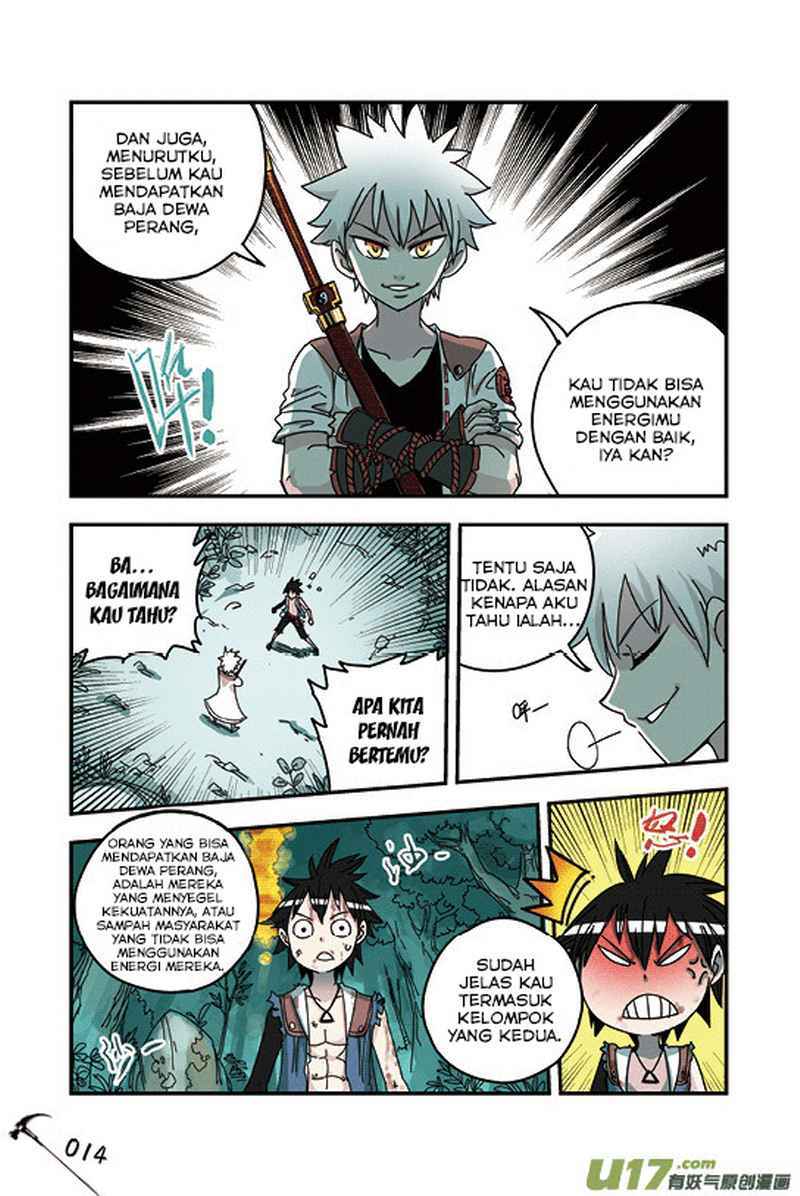 DAN JUGA,
MENURUTKU,
SEBELUM KAU
MENDAPATKAN
BAJA DEWA
PERANG,
KAU TIDAK BISA
MENGGUNAKAN
ENERGIMU
DENGAN BAIK,
IYA KAN?
BA...
BAGAIMANA
KAU TAHU?
APA KITA
PERNAH
BERTEMU?
TENTU SAJA
TIDAK. ALASAN
KENAPA AKU
TAHU IALAH...
ORANG YANG BISA
MENDAPATKAN BAJA
DEWA PERANG,
ADALAH MEREKA
YANG MENYEGEL
KEKUATANNYA, ATAU
SAMPAH MASYARAKAT
YANG TIDAK BISA
MENGGUNAKAN
ENERGI MEREKA.
SUDAH
JELAS KAU
TERMASUK
KELOMPOK
YANG KEDUA.
怒!
014
U17.com
有妖气原创漫画